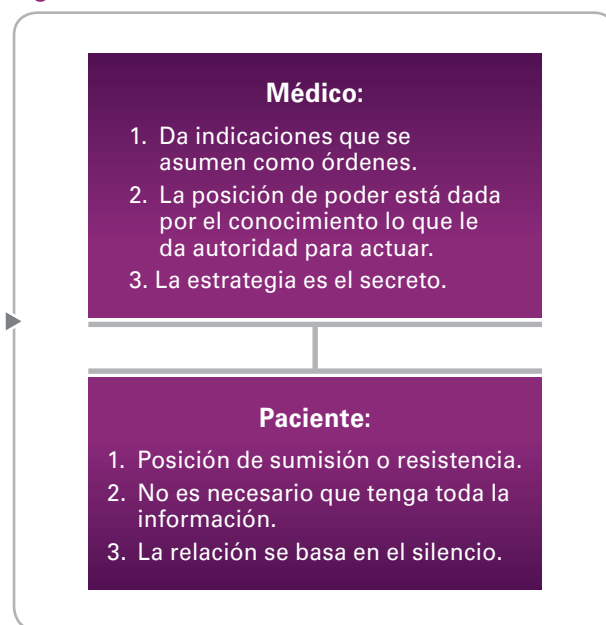 Médico:
1. Da indicaciones que se
asumen como órdenes.
2. La posición de poder está dada
por el conocimiento lo que le
da autoridad para actuar.
3. La estrategia es el secreto.
Paciente:
1. Posición de sumisión o resistencia.
2. No es necesario que tenga toda la
información.
3. La relación se basa en el silencio.